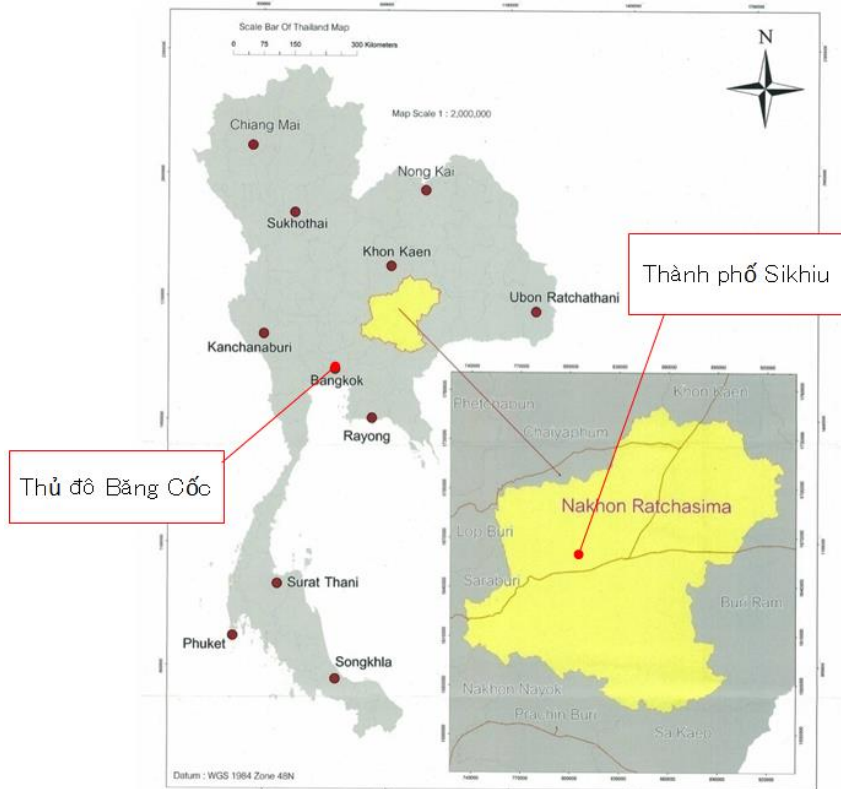 Scale Bar Of Thailand Map
0 75 150 300 Kilometers
N
Map Scale 1 : 2,000,000
Chiang Mai
Nong Kai
Sukhothai
Khon Kaen
Thành phố Sikhiu
Ubon Ratchathani
Kanchanaburi
Bangkok
Rayong
Thủ đô Băng Cốc
Khon Kaen
Phetchabun
Chaiyaphum
Nakhon Ratchasima
Lop Buri
Saraburi
Buri Ram
Surat Thani
Phuket
Songkhla
Nakhon Nayok
Prachin Buri
Sa Kaeo
Datum : WGS 1984 Zone 48N